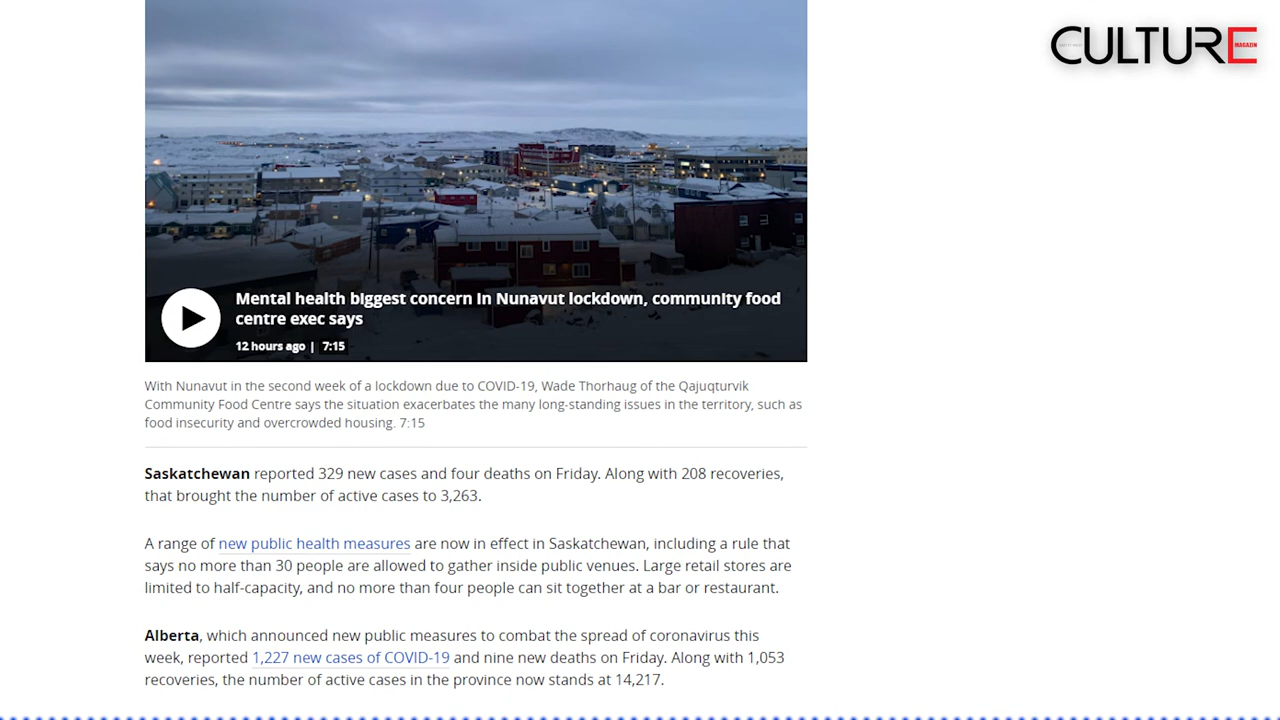 CULTURE
MAGAZIN
Mental health biggest concern in Nunavut lockdown, community food
centre exec says
12 hours ago | 7:15
With Nunavut in the second week of a lockdown due to COVID-19, Wade Thorhaug of the Qajuqturvik
Community Food Centre says the situation exacerbates the many long-standing issues in the territory, such as
food insecurity and overcrowded housing. 7:15
Saskatchewan reported 329 new cases and four deaths on Friday. Along with 208 recoveries,
that brought the number of active cases to 3,263.
A range of new public health measures are now in effect in Saskatchewan, including a rule that
says no more than 30 people are allowed to gather inside public venues. Large retail stores are
limited to half-capacity, and no more than four people can sit together at a bar or restaurant.
Alberta, which announced new public measures to combat the spread of coronavirus this
week, reported 1,227 new cases of COVID-19 and nine new deaths on Friday. Along with 1,053
recoveries, the number of active cases in the province now stands at 14,217.